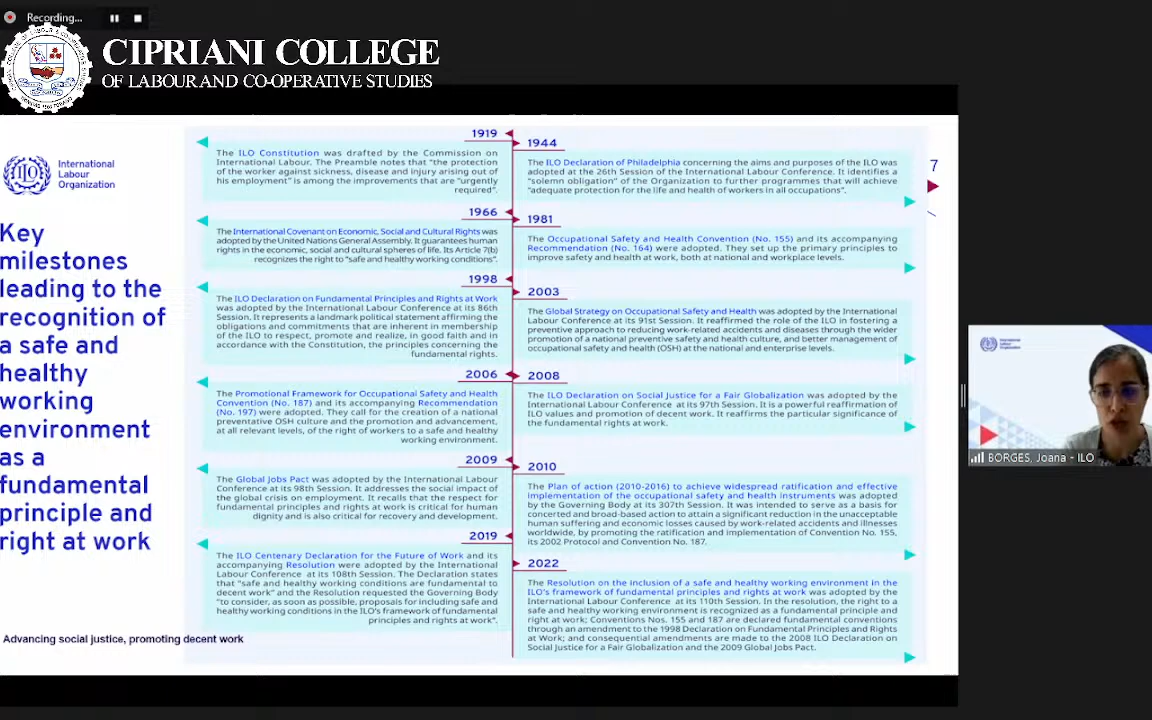 Recording...
CIPRIANI COLLEGE
OF LABOUR AND CO-OPERATIVE STUDIES
International
Labour
Organization
Key
milestones
leading to the
recognition of
a safe and
healthy
working
environment
as a
fundamental
principle and
right at work
Advancing social justice, promoting decent work
1919
The ILO Constitution was drafted by the Commission on
International Labour. The Preamble notes that "the protection
of the worker against sickness, disease and injury arising out
of his employment" is among the improvements that are "urgently
required".
1944
The ILO Declaration of Philadelphia concerning the aims and purposes of the ILO was
adopted at the 26th Session of the International Labour Conference. It identifies a
"solemn obligation" of the Organization to further programmes that will achieve
"adequate protection for the life and health of workers in all occupations".
1966
The International Covenant on Economic, Social and Cultural Rights was
adopted by the United Nations General Assembly. It guarantees human
rights in the economic, social and cultural spheres of life. Its Article 7(b)
recognizes the right to "safe and healthy working conditions".
1981
The Occupational Safety and Health Convention (No. 155) and its accompanying
Recommendation (No. 164) were adopted. They set up the primary principles to
improve safety and health at work, both at national and workplace levels.
1998
The ILO Declaration on Fundamental Principles and Rights at Work
was adopted by the International Labour Conference at its 86th
Session. It represents a landmark political statement affirming the
obligations and commitments that are inherent in membership
of the ILO to respect, promote and realize, in good faith and in
accordance with the Constitution, the principles concerning the
fundamental rights.
2003
The Global Strategy on Occupational Safety and Health was adopted by the International
Labour Conference at its 91st Session. It reaffirmed the role of the ILO in fostering a
preventive approach to reducing work-related accidents and diseases through the wider
promotion of a national preventive safety and health culture, and better management of
occupational safety and health (OSH) at the national and enterprise levels.
2006
The Promotional Framework for Occupational Safety and Health
Convention (No. 187) and its accompanying Recommendation
(No. 197) were adopted. They call for the creation of a national
preventative OSH culture and the promotion and advancement,
at all relevant levels, of the right of workers to a safe and healthy
working environment.
2008
The ILO Declaration on Social Justice for a Fair Globalization was adopted by the
International Labour Conference at its 97th Session. It is a powerful reaffirmation of
ILO values and promotion of decent work. It reaffirms the particular significance of
the fundamental rights at work.
2009
The Global Jobs Pact was adopted by the International Labour
Conference at its 98th Session. It addresses the social impact of
the global crisis on employment. It recalls that the respect for
fundamental principles and rights at work is critical for human
dignity and is also critical for recovery and development.
2010
The Plan of action (2010-2016) to achieve widespread ratification and effective
implementation of the occupational safety and health instruments was adopted
by the Governing Body at its 307th Session. It was intended to serve as a basis for
concerted and broad-based action to attain a significant reduction in the unacceptable
human suffering and economic losses caused by work-related accidents and illnesses
worldwide, by promoting the ratification and implementation of Convention No. 155,
its 2002 Protocol and Convention No. 187.
2019
The ILO Centenary Declaration for the Future of Work and its
accompanying Resolution were adopted by the International
Labour Conference at its 108th Session. The Declaration states
that "safe and healthy working conditions are fundamental to
decent work" and the Resolution requested the Governing Body
"to consider, as soon as possible, proposals for including safe and
healthy working conditions in the ILO's framework of fundamental
principles and rights at work".
2022
The Resolution on the inclusion of a safe and healthy working environment in the
ILO's framework of fundamental principles and rights at work was adopted by the
International Labour Conference at its 110th Session. In the resolution, the right to a
safe and healthy working environment is recognized as a fundamental principle and
right at work; Conventions Nos. 155 and 187 are declared fundamental conventions
through an amendment to the 1998 Declaration on Fundamental Principles and Rights
at Work; and consequential amendments are made to the 2008 ILO Declaration on
Social Justice for a Fair Globalization and the 2009 Global Jobs Pact.
7
International
Labour
Organization
BORGES, Joana - ILO